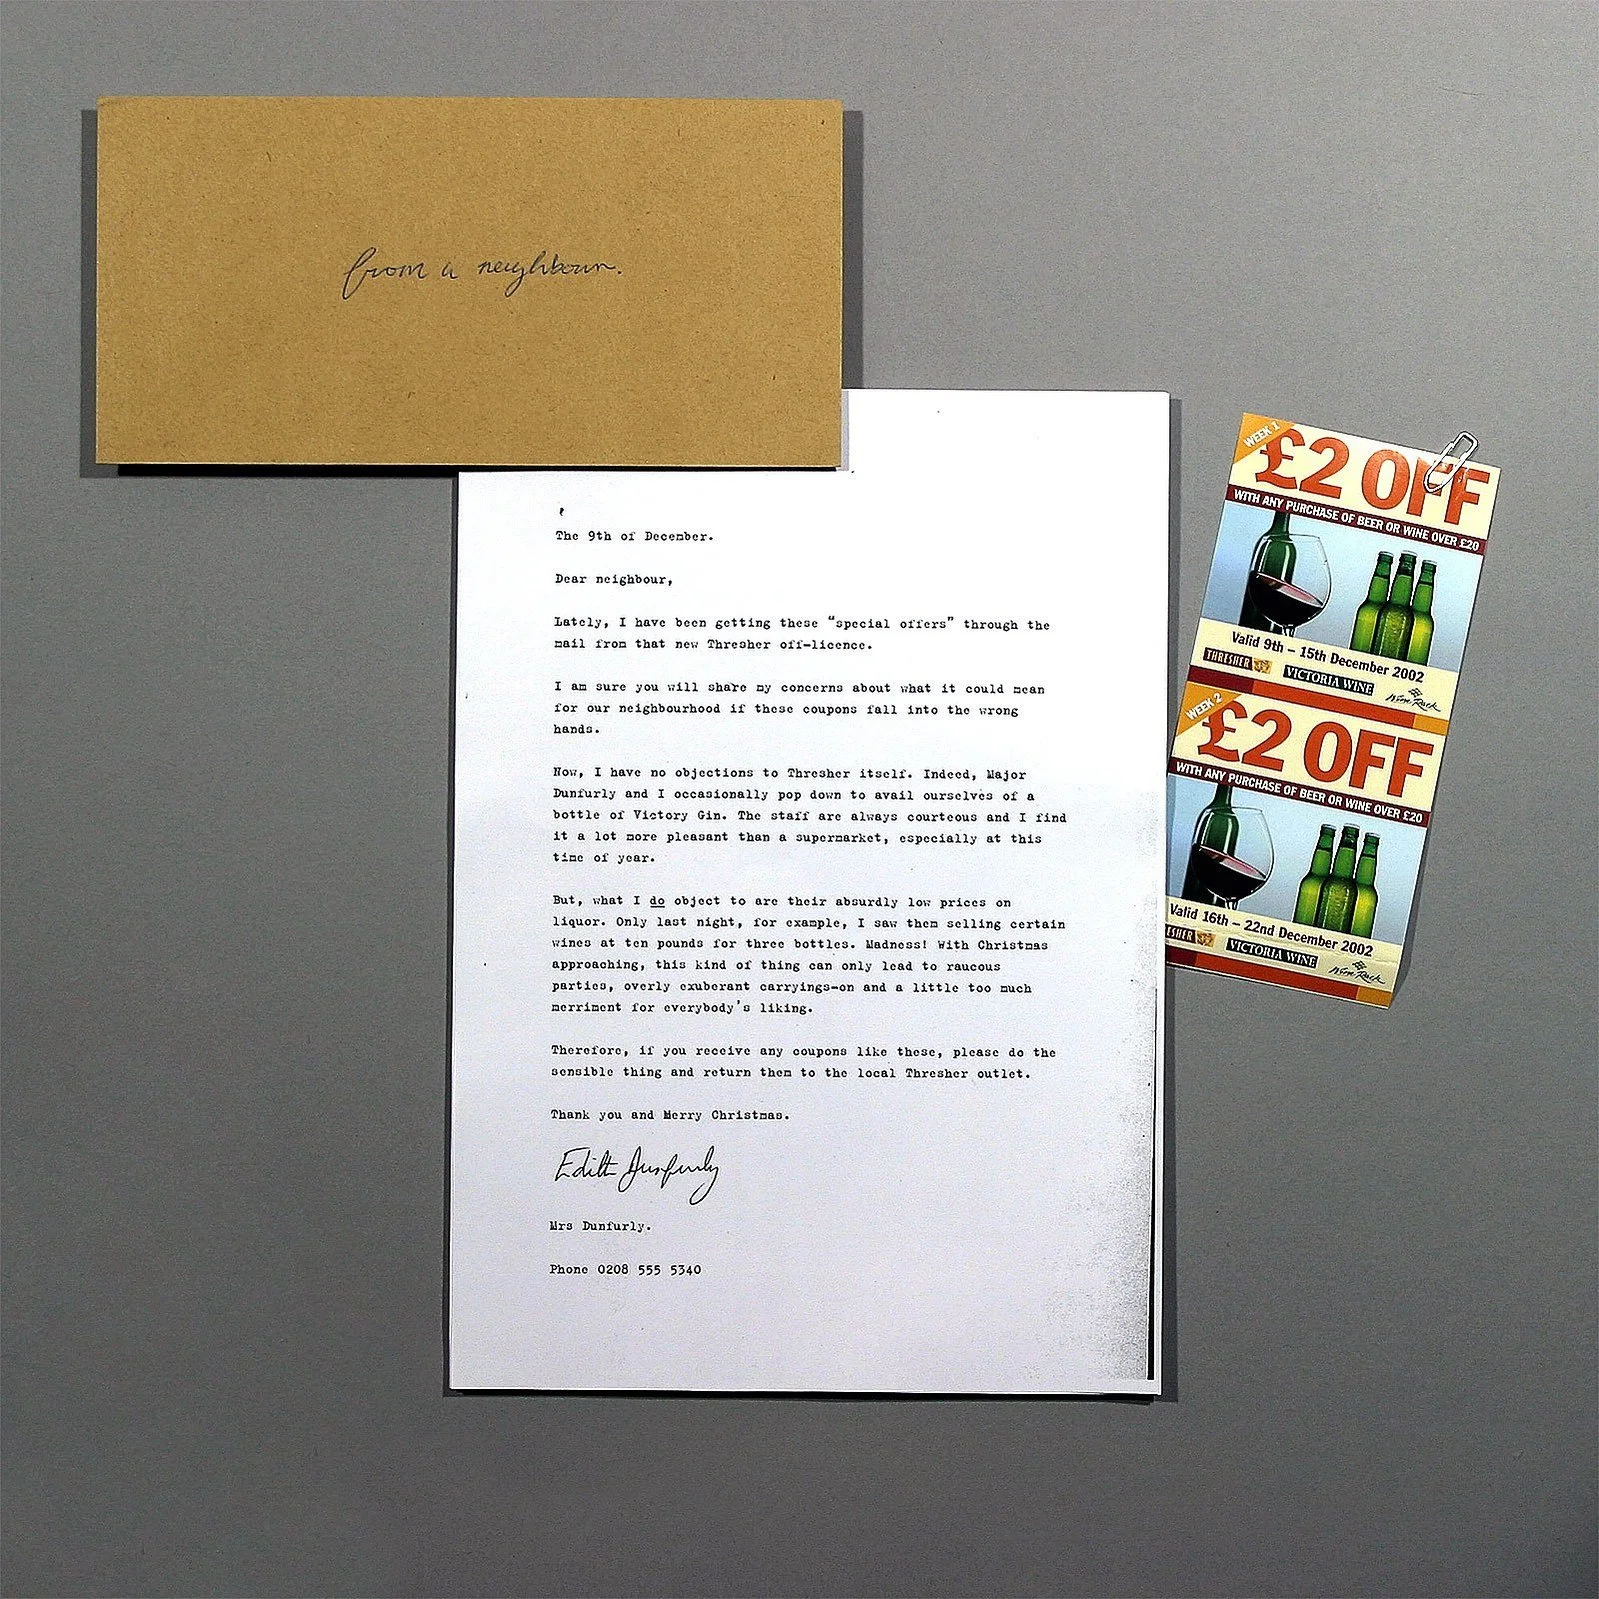 from a neighbour.
The 9th of December.
Dear neighbour,
Lately, I have been getting these “special offers” through the
mail from that new Thresher off-licence.
I am sure you will share my concerns about what it could mean
for our neighbourhood if these coupons fall into the wrong
hands.
Now, I have no objections to Thresher itself. Indeed, Major
Dunfurly and I occasionally pop down to avail ourselves of a
bottle of Victory Gin. The staff are always courteous and I find
it a lot more pleasant than a supermarket, especially at this
time of year.
But, what I do object to are their absurdly low prices on
liquor. Only last night, for example, I saw them selling certain
wines at ten pounds for three bottles. Madness! With Christmas
approaching, this kind of thing can only lead to raucous
parties, overly exuberant carryings-on and a little too much
merriment for everybody's liking.
Therefore, if you receive any coupons like these, please do the
sensible thing and return them to the local Thresher outlet.
Thank you and Merry Christmas.
Edith Dunfurly
Mrs Dunfurly.
Phone 0208 555 5340
WEEK 1
£2 OFF
WITH ANY PURCHASE OF BEER OR WINE OVER £20
Valid 9th – 15th December 2002
THRESHER VICTORIA WINE Wine Rack
WEEK 2
£2 OFF
WITH ANY PURCHASE OF BEER OR WINE OVER £20
Valid 16th – 22nd December 2002
ESHER VICTORIA WINE Wine Rack